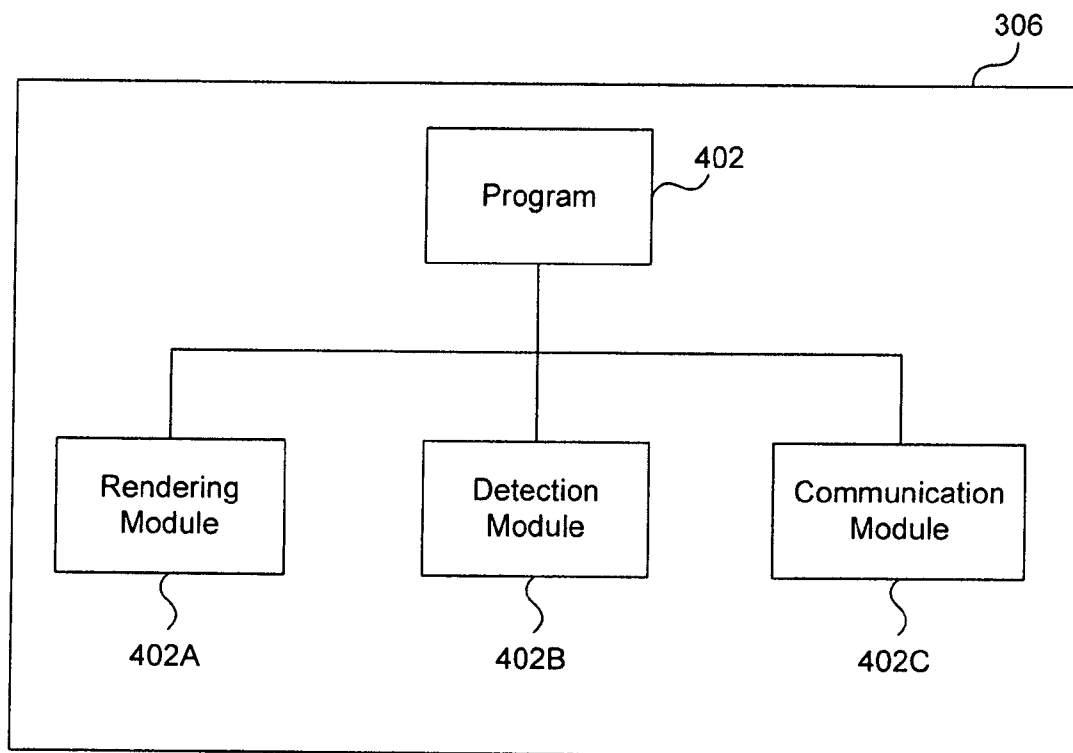 306
Program
402
Rendering
Module
Detection
Module
Communication
Module
402A
402B
402C